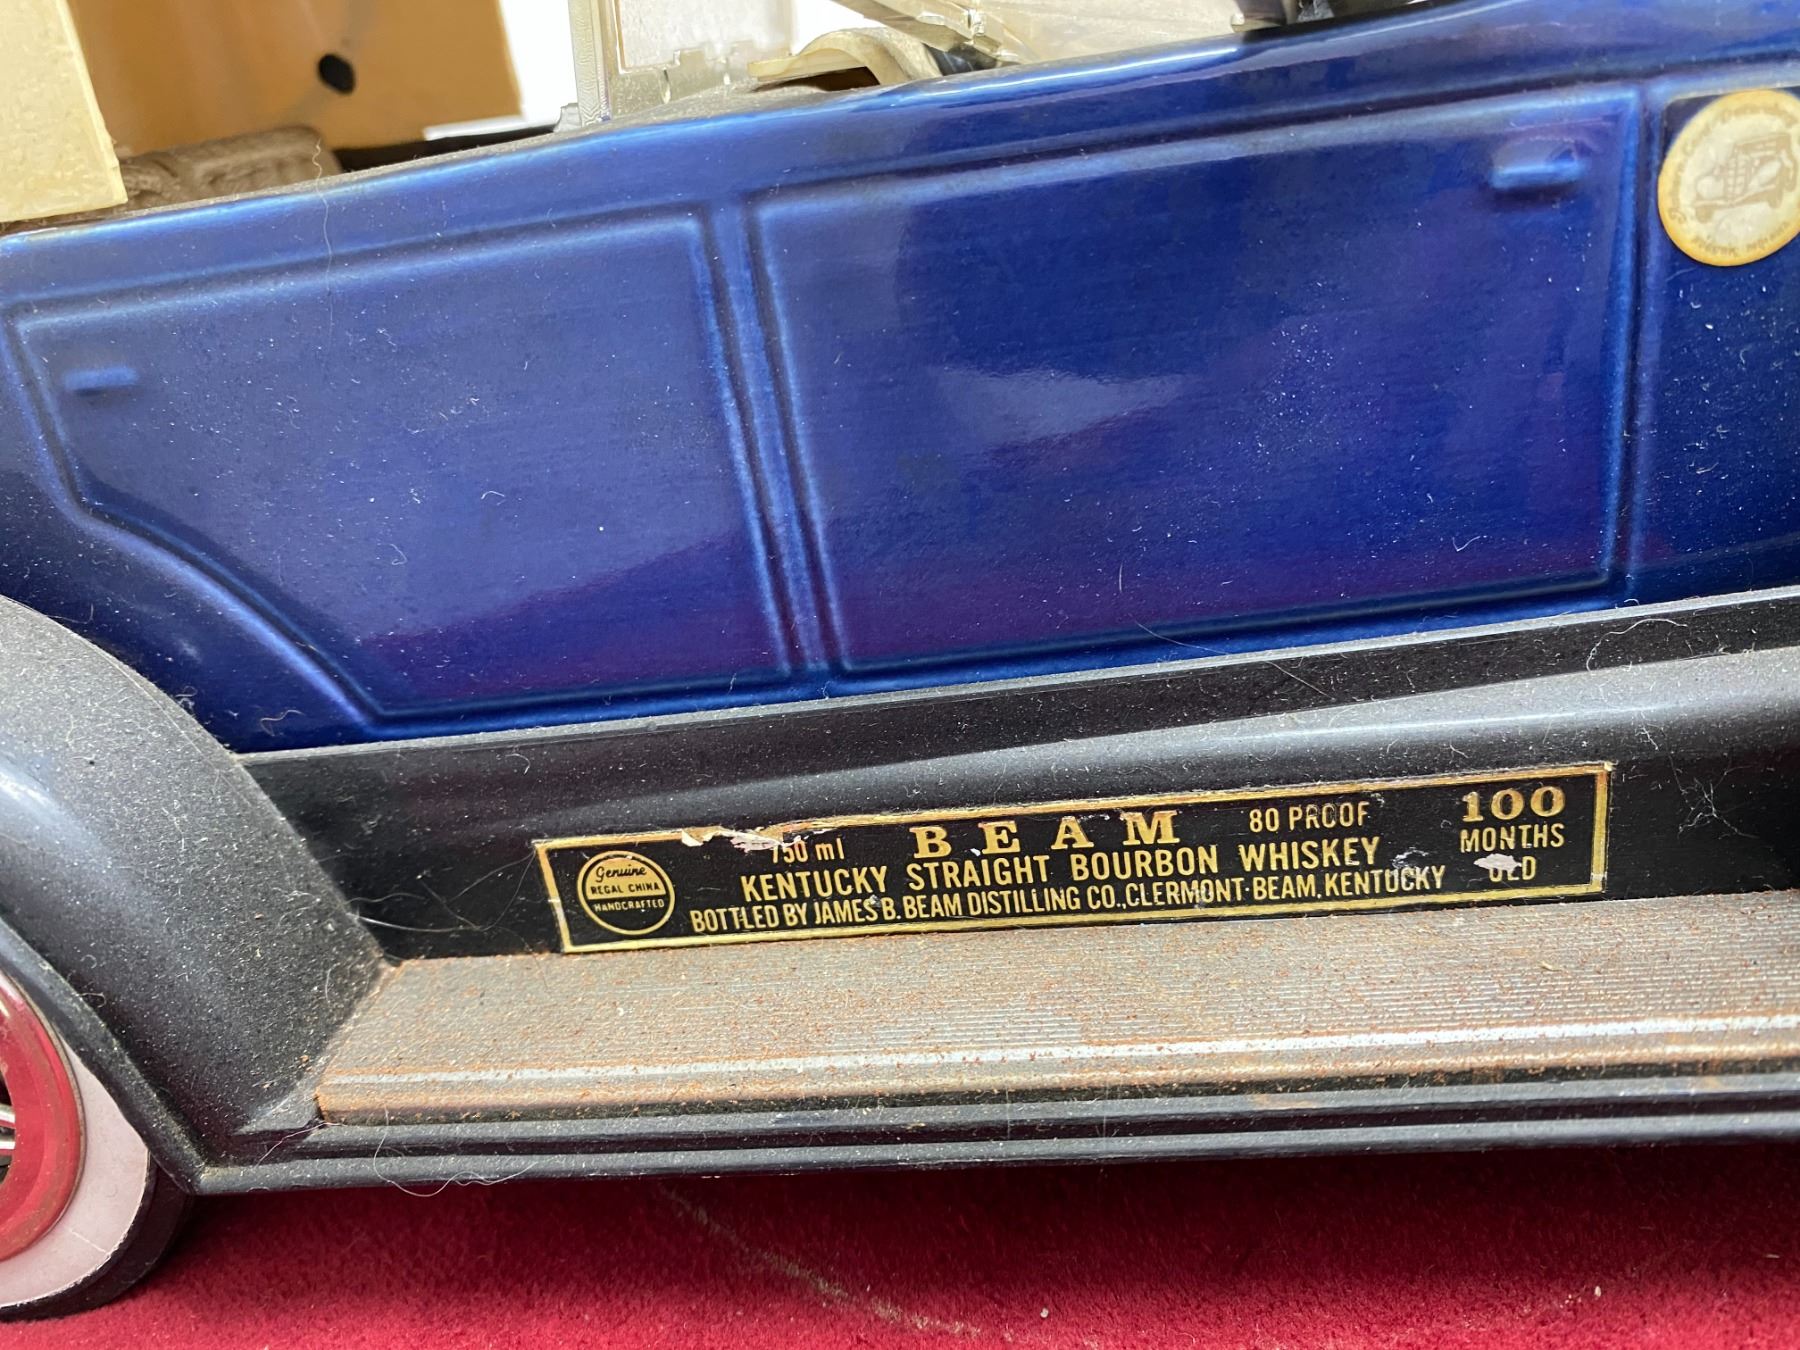 Genuine
REGAL CHINA
HANDCRAFTED
750 ml
BEAM
80 PROOF
KENTUCKY STRAIGHT BOURBON WHISKEY
BOTTLED BY JAMES B. BEAM DISTILLING CO., CLERMONT-BEAM, KENTUCKY
100
MONTHS
OLD